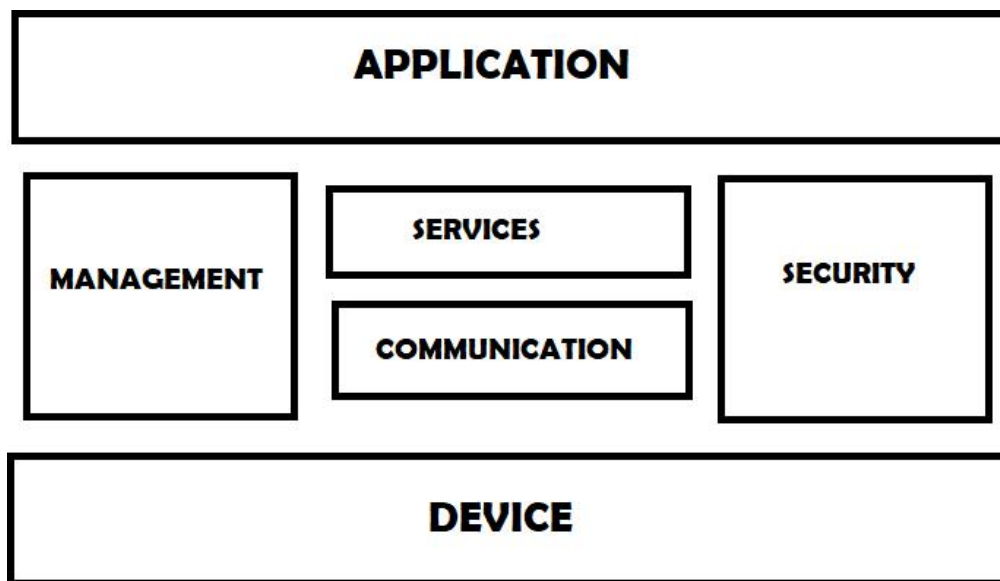 APPLICATION
MANAGEMENT
SERVICES
COMMUNICATION
SECURITY
DEVICE